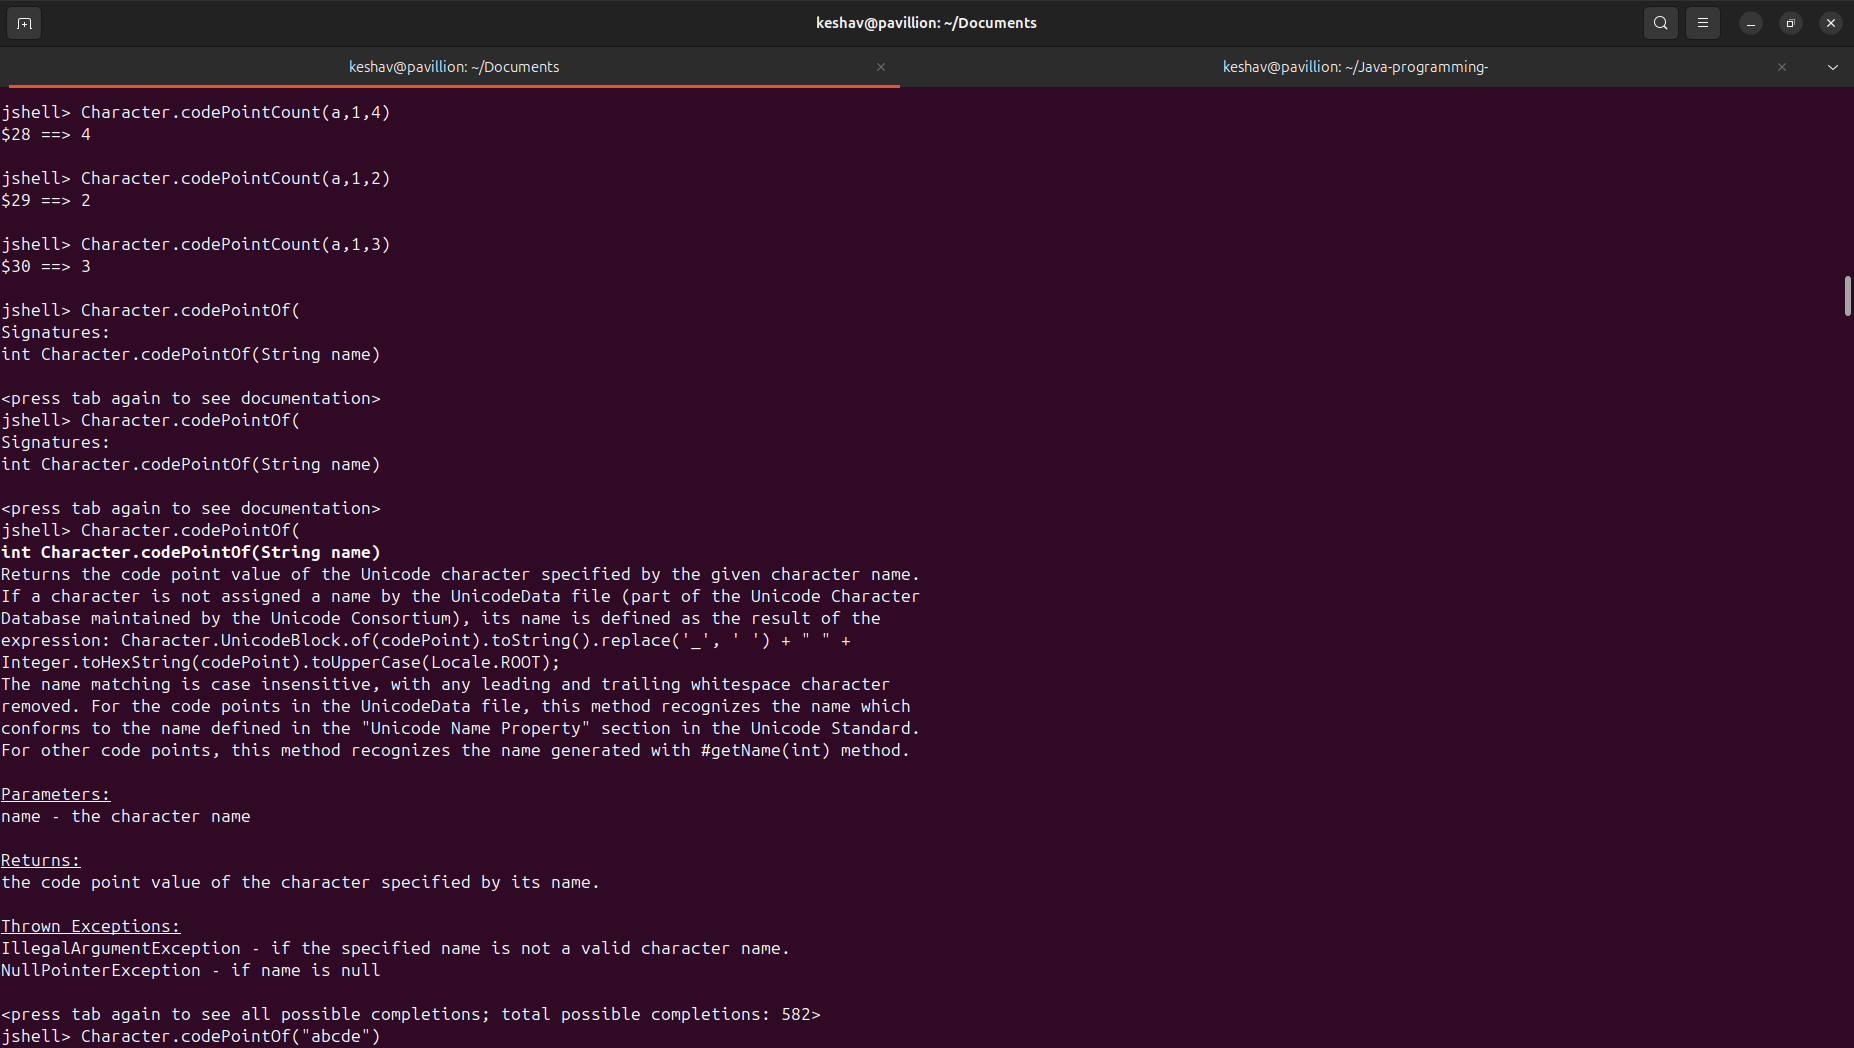 keshav@pavillion: ~/Documents
keshav@pavillion: ~/Documents
keshav@pavillion: ~/Java-programming-
jshell> Character.codePointCount(a,1,4)
$28 ==> 4
jshell> Character.codePointCount(a,1,2)
$29 ==> 2
jshell> Character.codePointCount(a,1,3)
$30 ==> 3
jshell> Character.codePointOf(
Signatures:
int Character.codePointOf(String name)
<press tab again to see documentation>
jshell> Character.codePointOf(
Signatures:
int Character.codePointOf(String name)
<press tab again to see documentation>
jshell> Character.codePointOf(
int Character.codePointOf(String name)
Returns the code point value of the Unicode character specified by the given character name.
If a character is not assigned a name by the UnicodeData file (part of the Unicode Character
Database maintained by the Unicode Consortium), its name is defined as the result of the
expression: Character.UnicodeBlock.of(codePoint).toString().replace('_', ' ') + " " +
Integer.toHexString(codePoint).toUpperCase(Locale.ROOT);
The name matching is case insensitive, with any leading and trailing whitespace character
removed. For the code points in the UnicodeData file, this method recognizes the name which
conforms to the name defined in the "Unicode Name Property" section in the Unicode Standard.
For other code points, this method recognizes the name generated with #getName(int) method.
Parameters:
name - the character name
Returns:
the code point value of the character specified by its name.
Thrown Exceptions:
IllegalArgumentException - if the specified name is not a valid character name.
NullPointerException - if name is null
<press tab again to see all possible completions; total possible completions: 582>
jshell> Character.codePointOf("abcde")